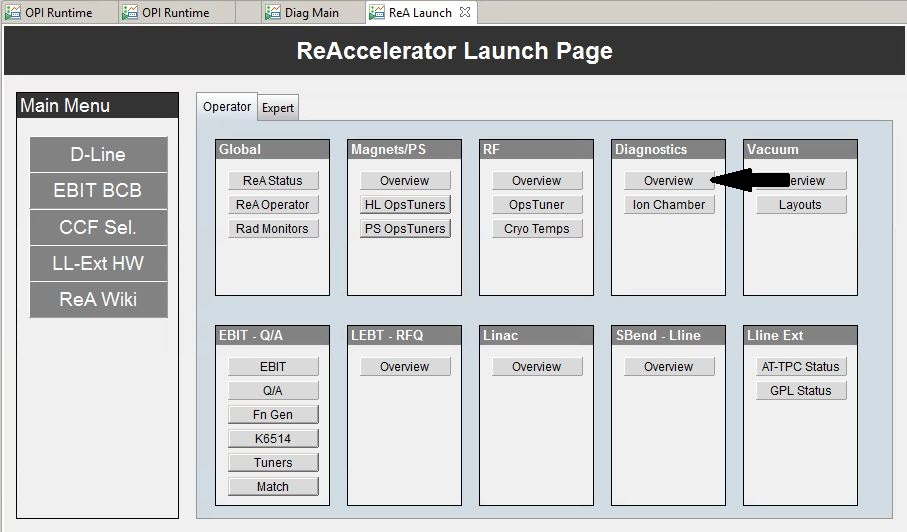 OPI Runtime
OPI Runtime
Diag Main
ReA Launch
ReAccelerator Launch Page
Main Menu
D-Line
EBIT BCB
CCF Sel.
LL-Ext HW
ReA Wiki
Operator
Expert
Global
ReA Status
ReA Operator
Rad Monitors
Magnets/PS
Overview
HL OpsTuners
PS OpsTuners
RF
Overview
OpsTuner
Cryo Temps
Diagnostics
Overview
Ion Chamber
Vacuum
erview
Layouts
EBIT - Q/A
EBIT
Q/A
Fn Gen
K6514
Tuners
Match
LEBT - RFQ
Overview
Linac
Overview
SBend - Lline
Overview
Lline Ext
AT-TPC Status
GPL Status